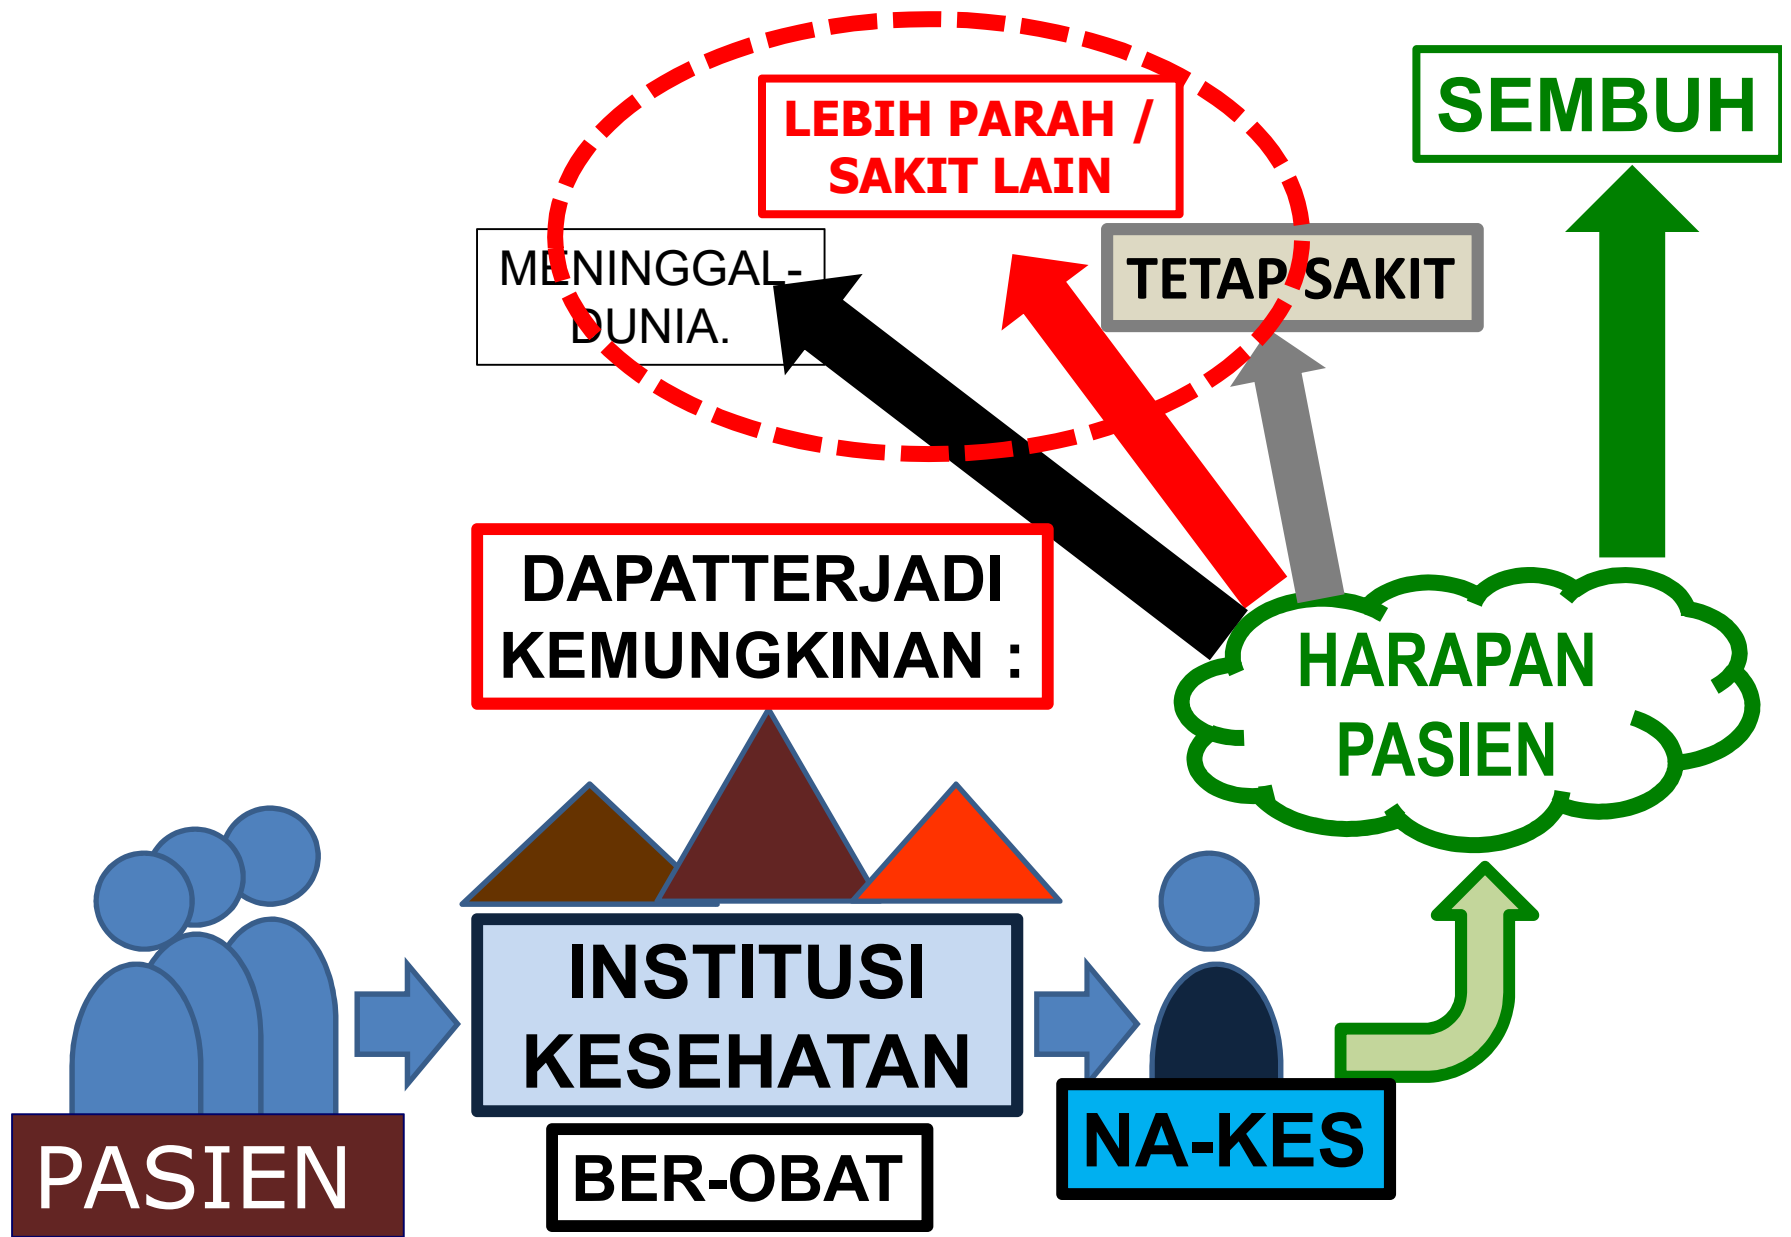 SEMBUH
LEBIH PARAH /
SAKIT LAIN
MENINGGAL-
DUNIA.
TETAP SAKIT
DAPATTERJADI
KEMUNGKINAN :
HARAPAN
PASIEN
INSTITUSI
KESEHATAN
NA-KES
PASIEN
BER-OBAT